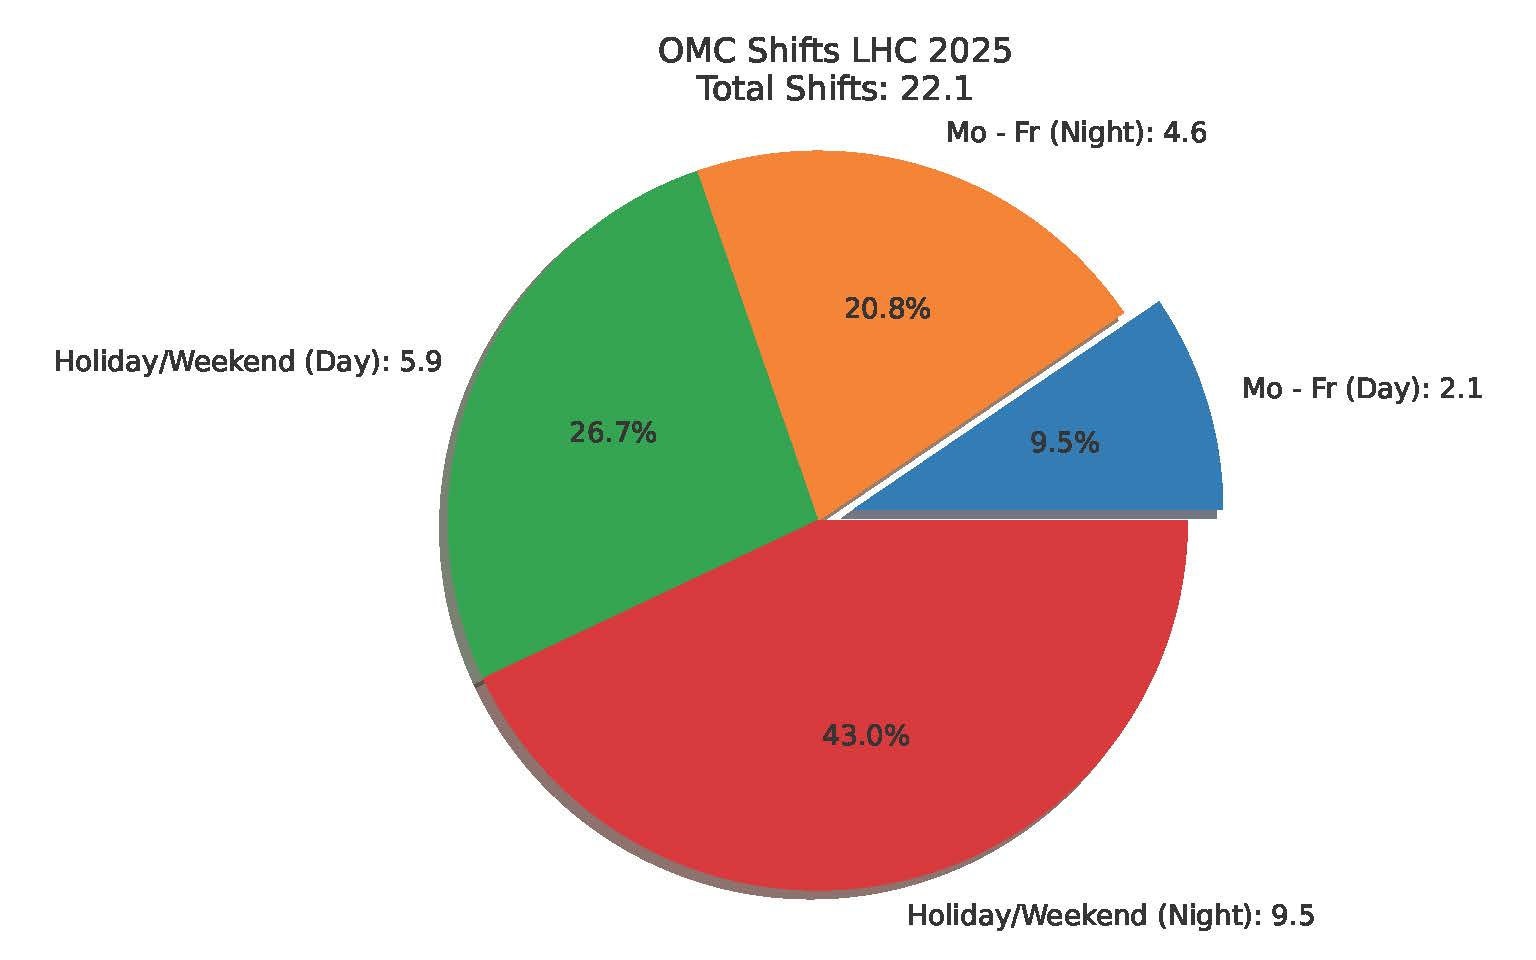 OMC Shifts LHC 2025
Total Shifts: 22.1
Mo - Fr (Night): 4.6
20.8%
Holiday/Weekend (Day): 5.9
Mo - Fr (Day): 2.1
26.7%
9.5%
43.0%
Holiday/Weekend (Night): 9.5